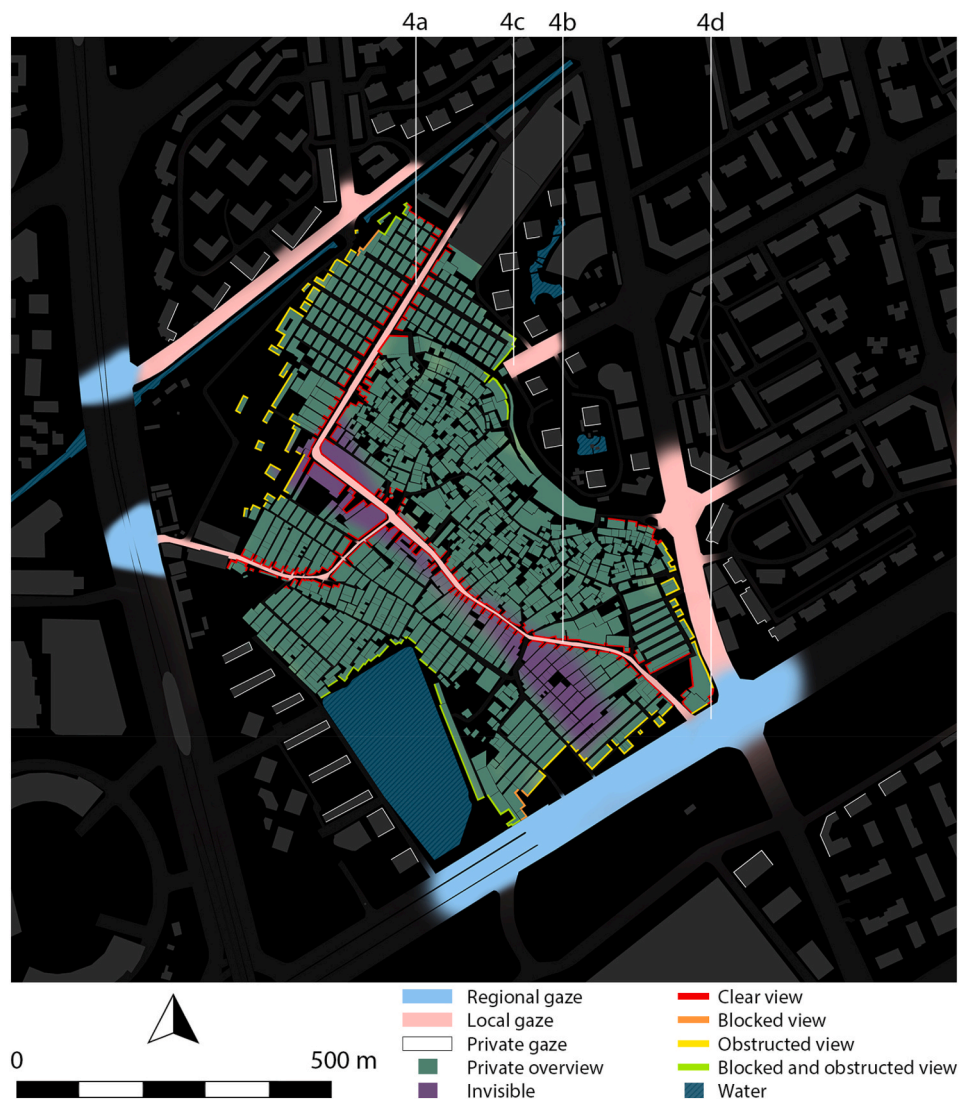 4a 4c 4b 4d
Regional gaze
Local gaze
Private gaze
Private overview
Invisible
Clear view
Blocked view
Obstructed view
Blocked and obstructed view
Water
0 500 m